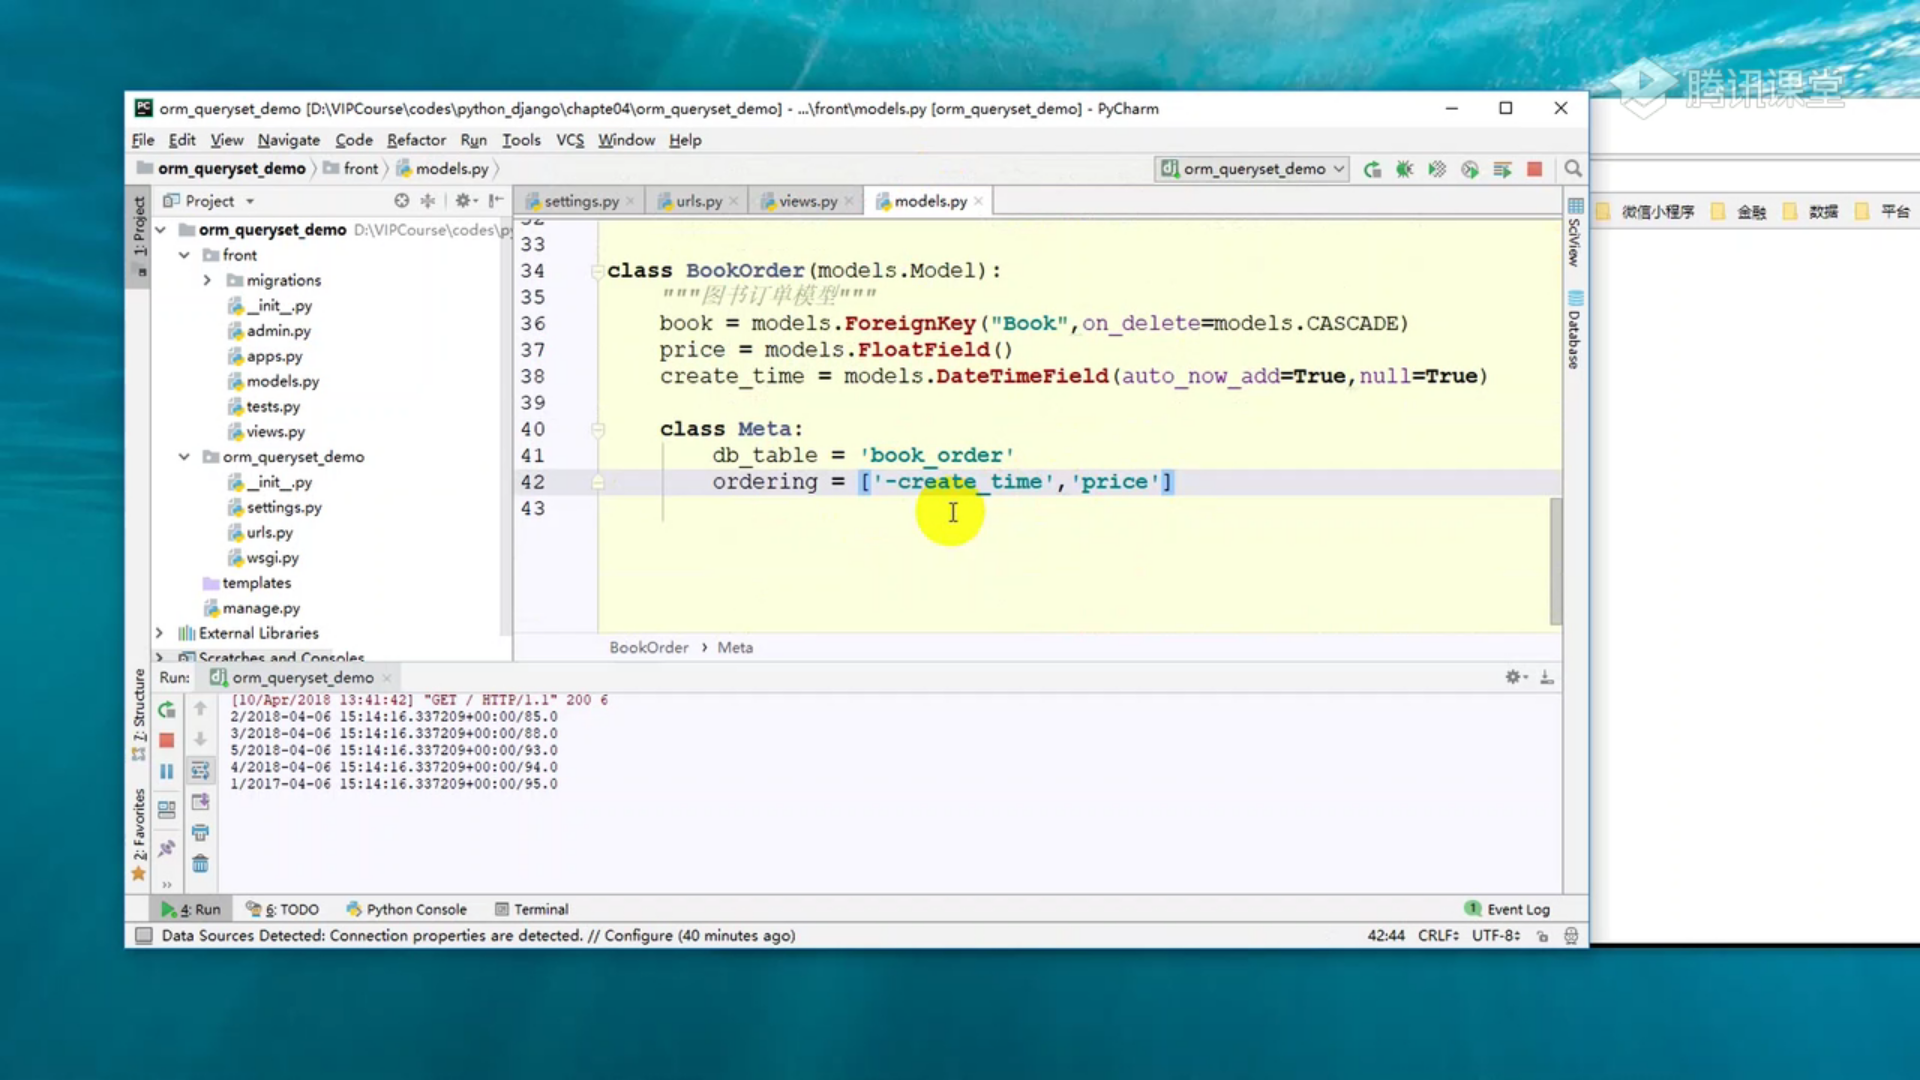 腾讯课堂
orm_queryset_demo [D:\VIPCourse\codes\python_django\chapte04\orm_queryset_demo] - ...\front\models.py [orm_queryset_demo] - PyCharm
File Edit View Navigate Code Refactor Run Tools VCS Window Help
orm_queryset_demo front models.py
orm_queryset_demo
1: Project
Project
settings.py urls.py views.py models.py
微信小程序 金融 数据 平台
orm_queryset_demo D:\VIPCourse\codes\py
front
migrations
__init__.py
admin.py
apps.py
models.py
tests.py
views.py
orm_queryset_demo
__init__.py
settings.py
urls.py
wsgi.py
templates
manage.py
External Libraries
Scratches and Consoles
32
33
34 class BookOrder(models.Model):
35 """图书订单模型"""
36 book = models.ForeignKey("Book",on_delete=models.CASCADE)
37 price = models.FloatField()
38 create_time = models.DateTimeField(auto_now_add=True,null=True)
39
40 class Meta:
41 db_table = 'book_order'
42 ordering = ['-create_time','price']
43
BookOrder › Meta
SciView
Database
Run: orm_queryset_demo
7: Structure
2: Favorites
[10/Apr/2018 13:41:42] "GET / HTTP/1.1" 200 6
2/2018-04-06 15:14:16.337209+00:00/85.0
3/2018-04-06 15:14:16.337209+00:00/88.0
5/2018-04-06 15:14:16.337209+00:00/93.0
4/2018-04-06 15:14:16.337209+00:00/94.0
1/2017-04-06 15:14:16.337209+00:00/95.0
4: Run 6: TODO Python Console Terminal 1 Event Log
Data Sources Detected: Connection properties are detected. // Configure (40 minutes ago) 42:44 CRLF UTF-8